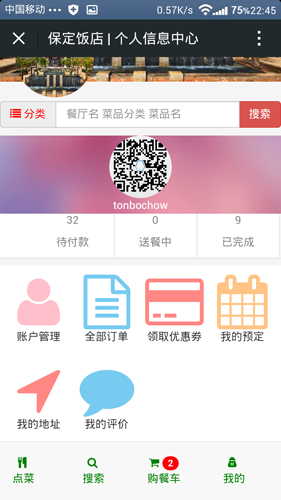 中国移动 0.57K/s 75% 22:45
保定饭店 | 个人信息中心
分类 餐厅名 菜品分类 菜品名 搜索
tonbochow
32 0 9
待付款 送餐中 已完成
账户管理 全部订单 领取优惠券 我的预定
我的地址 我的评价
2
点菜 搜索 购餐车 我的